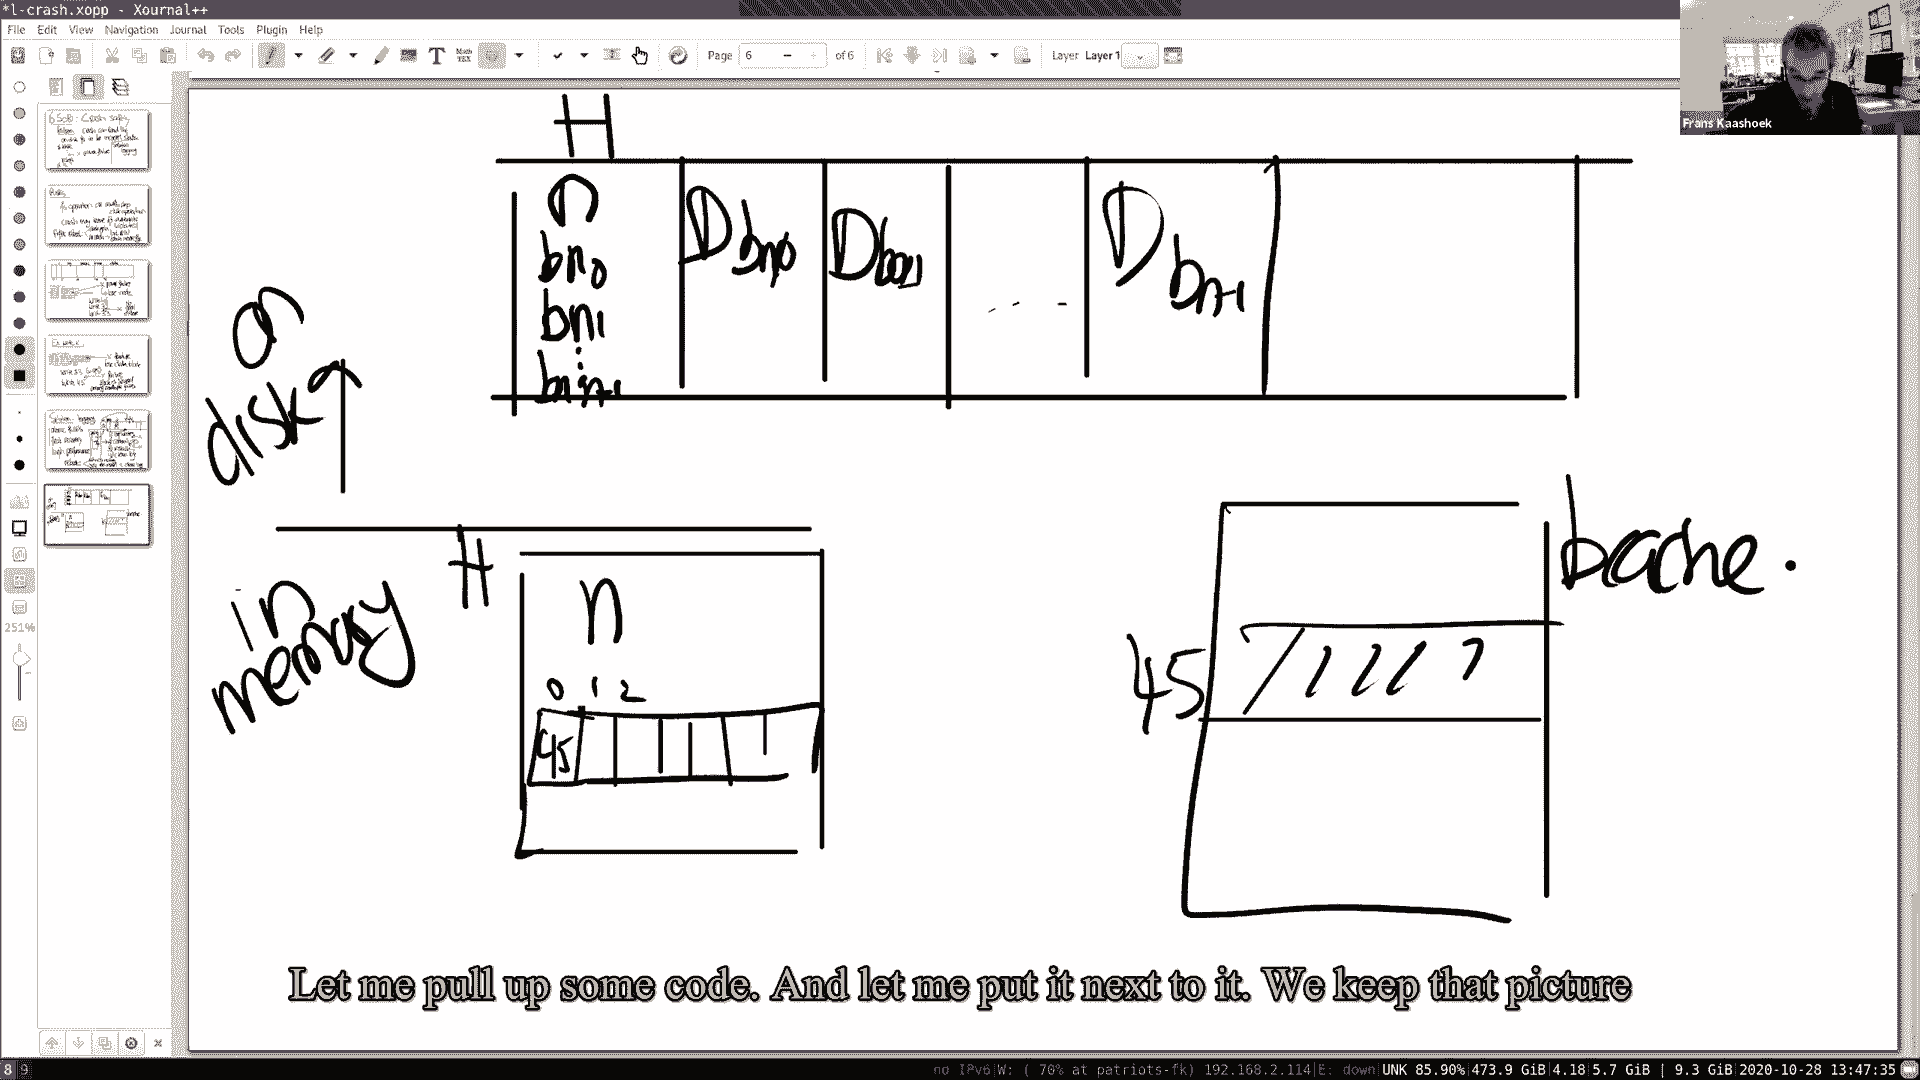 *l-crash.xopp - Xournal++
File Edit View Navigation Journal Tools Plugin Help
Page 6 of 6 Layer Layer 1
Frans Kaashoek
H
n
bn0
bn1
D bn0
D
D bn-1
on
disk
in
memory
H
n
0 1 2
45
bcache.
45
251%
Let me pull up some code. And let me put it next to it. We keep that picture
8 9
no IPv6 W: ( 70% at patriots-fk) 192.168.2.114 E: down UNK 85.90% 473.9 GiB 4.18 5.7 GiB | 9.3 GiB 2020-10-28 13:47:35